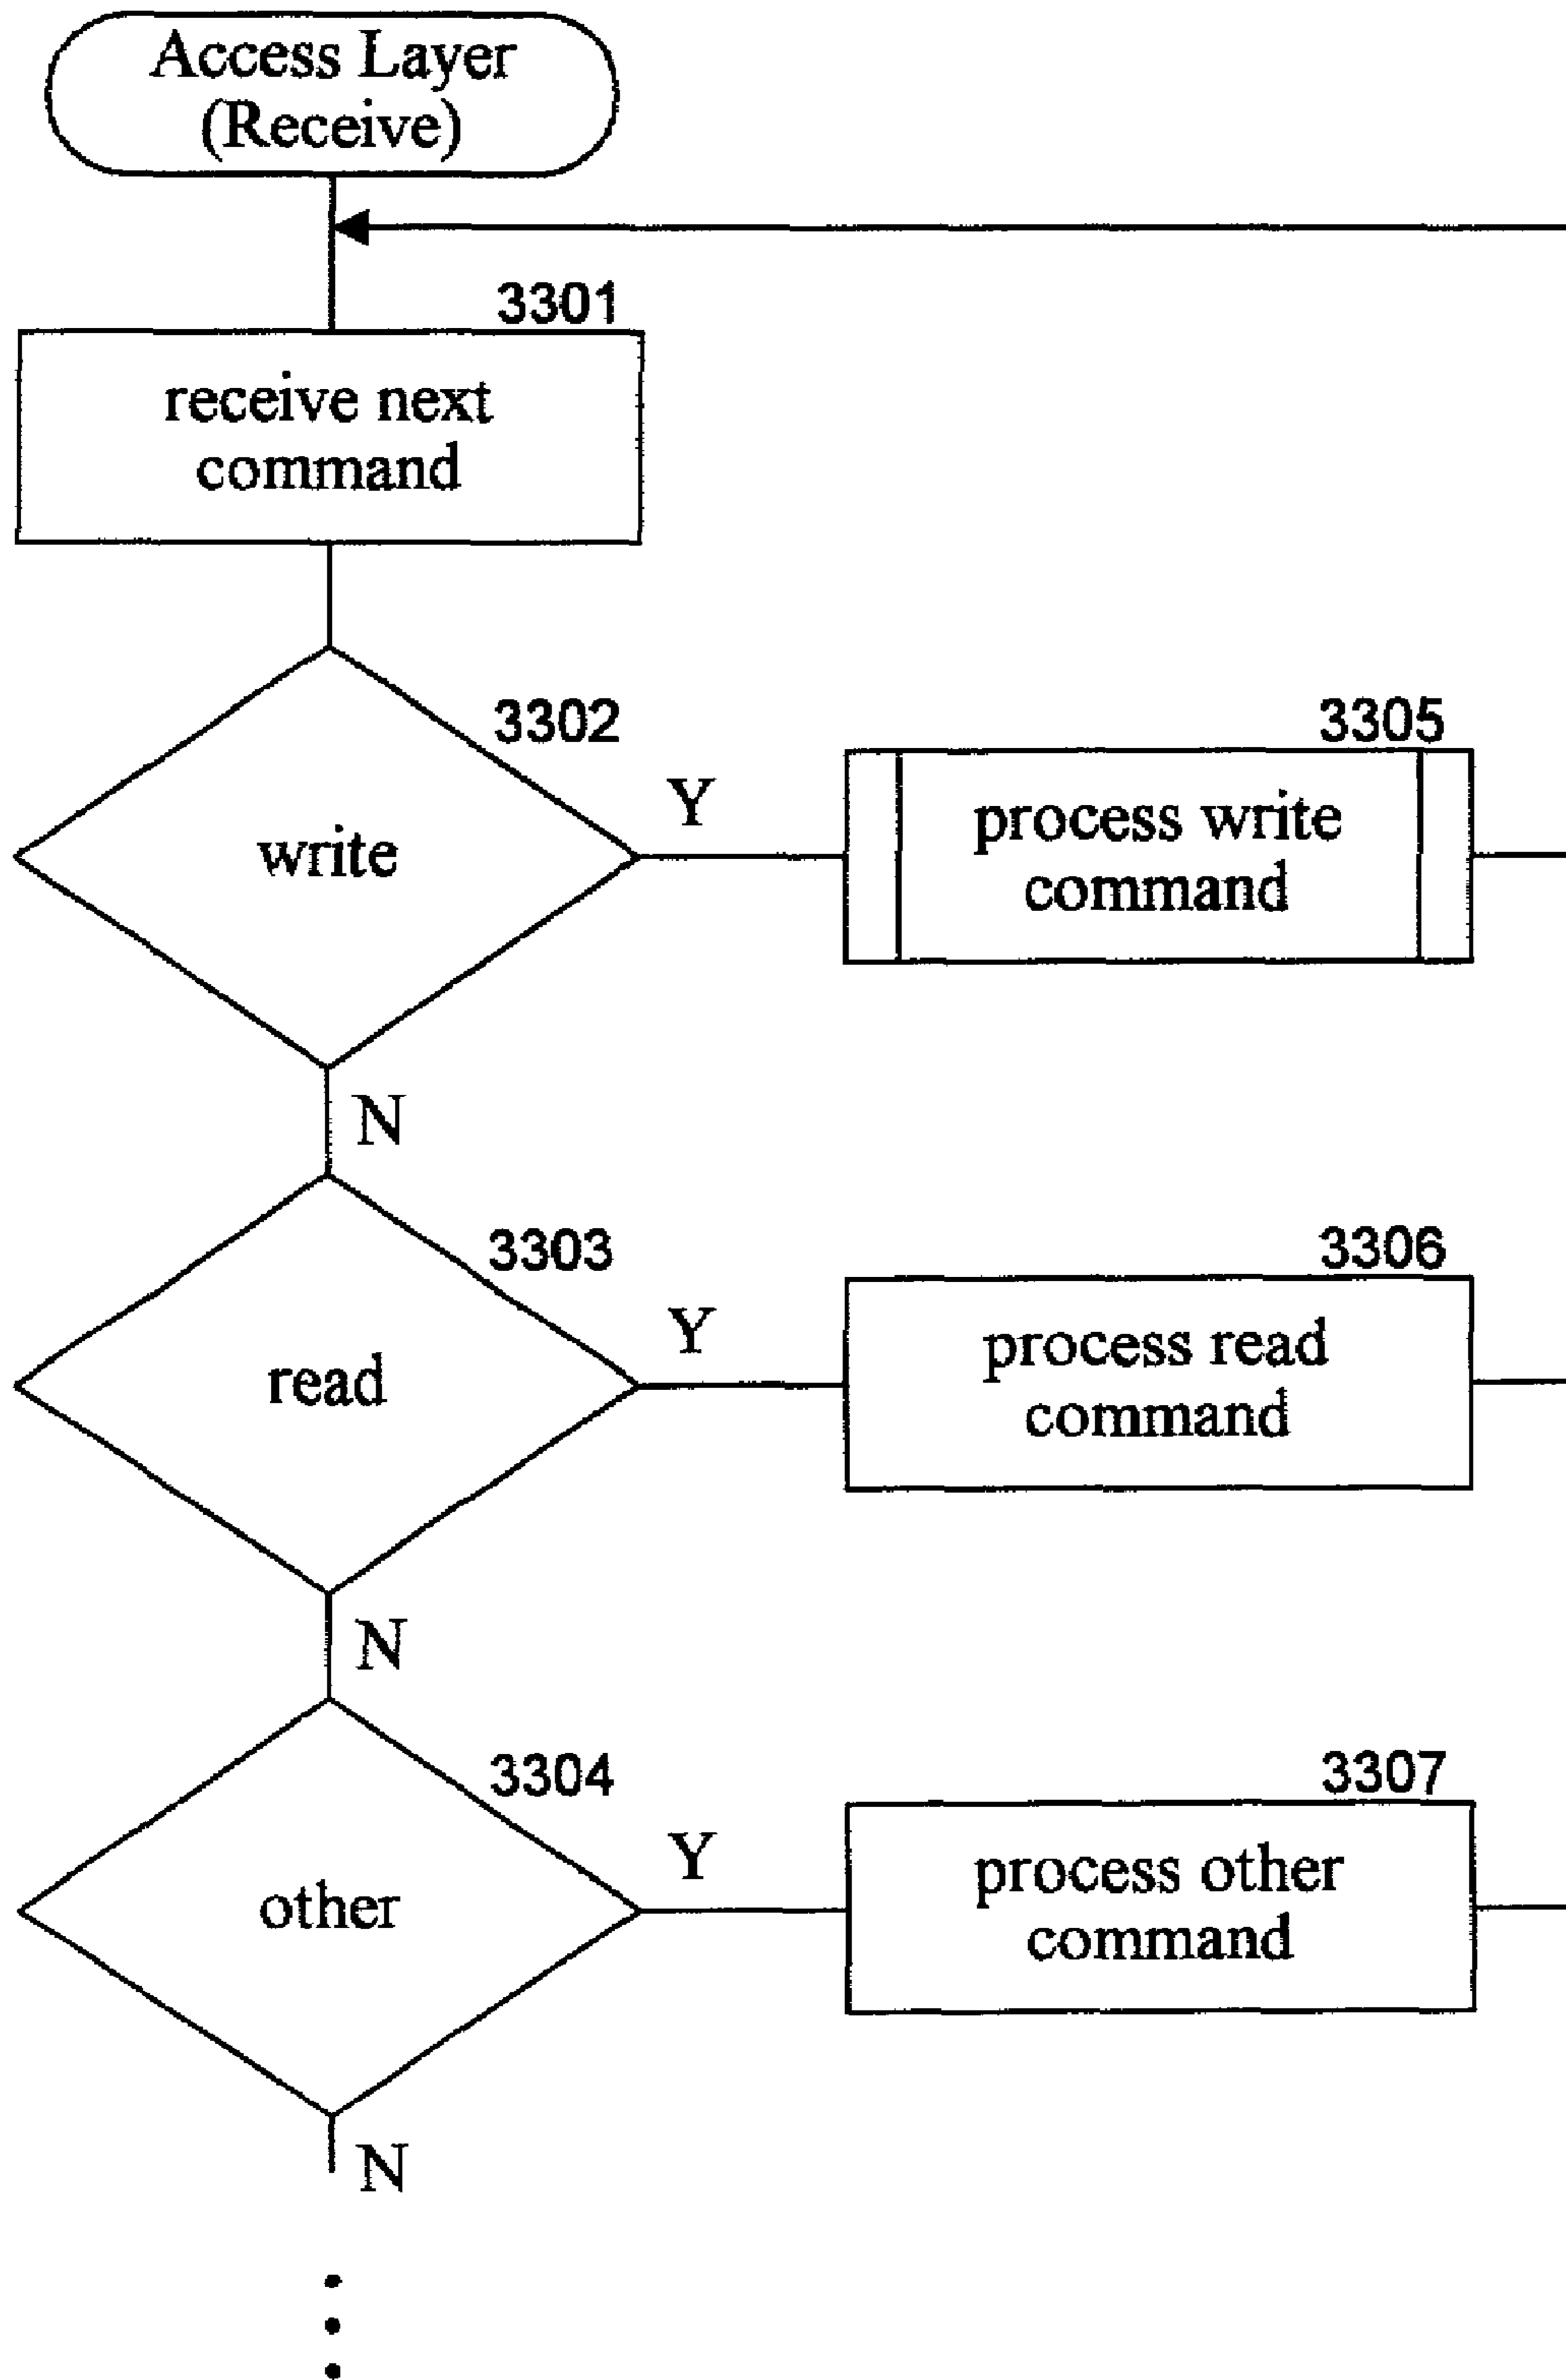 Access Layer
(Receive)
3301
receive next
command
3302
write
Y
3305
process write
command
N
3303
read
Y
3306
process read
command
N
3304
other
Y
3307
process other
command
N